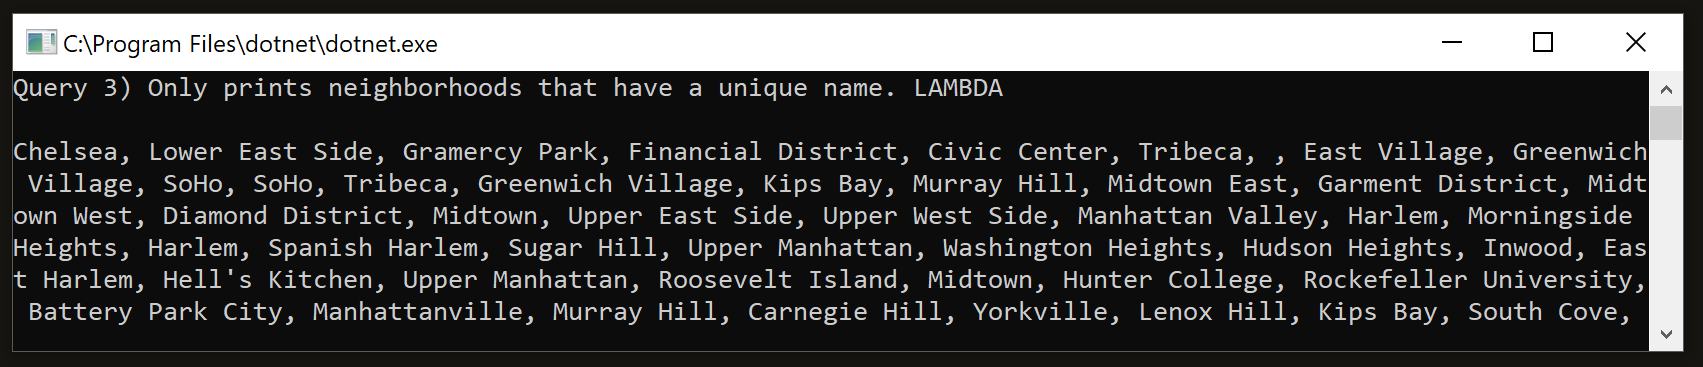 C:\Program Files\dotnet\dotnet.exe
Query 3) Only prints neighborhoods that have a unique name. LAMBDA
Chelsea, Lower East Side, Gramercy Park, Financial District, Civic Center, Tribeca, , East Village, Greenwich
Village, SoHo, SoHo, Tribeca, Greenwich Village, Kips Bay, Murray Hill, Midtown East, Garment District, Midt
own West, Diamond District, Midtown, Upper East Side, Upper West Side, Manhattan Valley, Harlem, Morningside
Heights, Harlem, Spanish Harlem, Sugar Hill, Upper Manhattan, Washington Heights, Hudson Heights, Inwood, Eas
t Harlem, Hell's Kitchen, Upper Manhattan, Roosevelt Island, Midtown, Hunter College, Rockefeller University,
Battery Park City, Manhattanville, Murray Hill, Carnegie Hill, Yorkville, Lenox Hill, Kips Bay, South Cove,